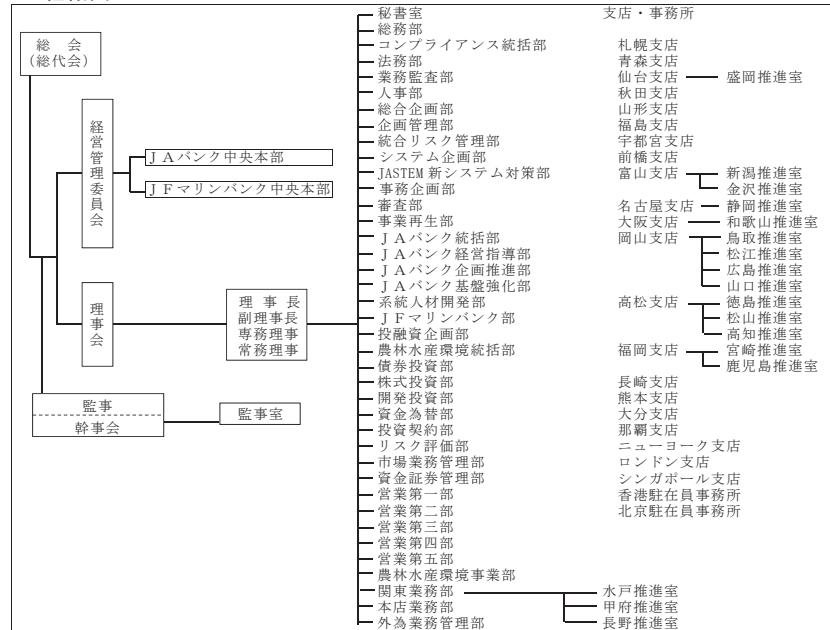 総会
(総代会)
経営管理委員会
JAバンク中央本部
JFマリンバンク中央本部
理事会
理事長
副理事長
専務理事
常務理事
監事
幹事会
監事室
秘書室
総務部
コンプライアンス統括部
法務部
業務監査部
人事部
総合企画部
企画管理部
統合リスク管理部
システム企画部
JASTEM新システム対策部
事務企画部
審査部
事業再生部
JAバンク統括部
JAバンク経営指導部
JAバンク企画推進部
JAバンク基盤強化部
系統人材開発部
JFマリンバンク部
投融資企画部
農林水産環境統括部
債券投資部
株式投資部
開発投資部
資金為替部
投資契約部
リスク評価部
市場業務管理部
資金証券管理部
営業第一部
営業第二部
営業第三部
営業第四部
営業第五部
農林水産環境事業部
関東業務部
水戸推進室
甲府推進室
長野推進室
本店業務部
外為業務管理部
支店・事務所
札幌支店
青森支店
仙台支店
盛岡推進室
秋田支店
山形支店
福島支店
宇都宮支店
前橋支店
富山支店
新潟推進室
金沢推進室
名古屋支店
静岡推進室
大阪支店
和歌山推進室
岡山支店
鳥取推進室
松江推進室
広島推進室
山口推進室
高松支店
徳島推進室
松山推進室
高知推進室
福岡支店
宮崎推進室
鹿児島推進室
長崎支店
熊本支店
大分支店
那覇支店
ニューヨーク支店
ロンドン支店
シンガポール支店
香港駐在員事務所
北京駐在員事務所